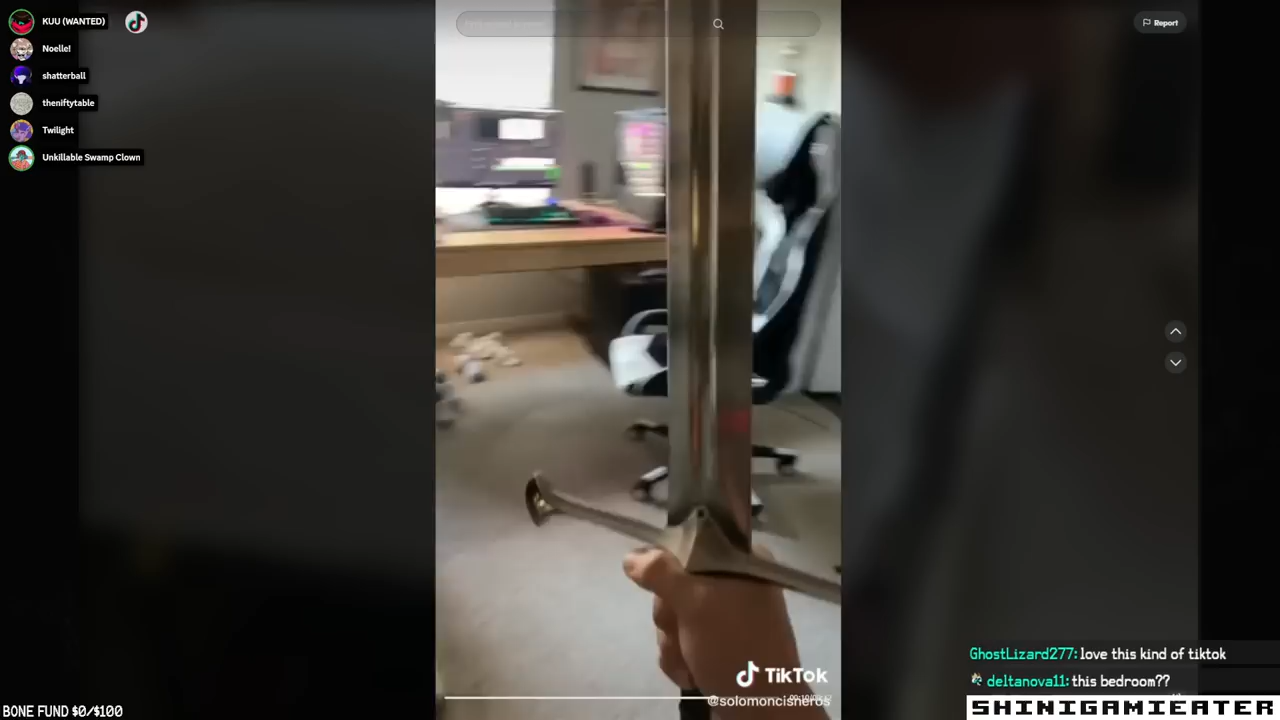 KUU (WANTED)
Noelle!
shatterball
theniftytable
Twilight
Unkillable Swamp Clown
Report
TikTok
@solomoncisneros
GhostLizard277: love this kind of tiktok
deltanova11: this bedroom??
BONE FUND $0/$100
SHINIGAMIEATER